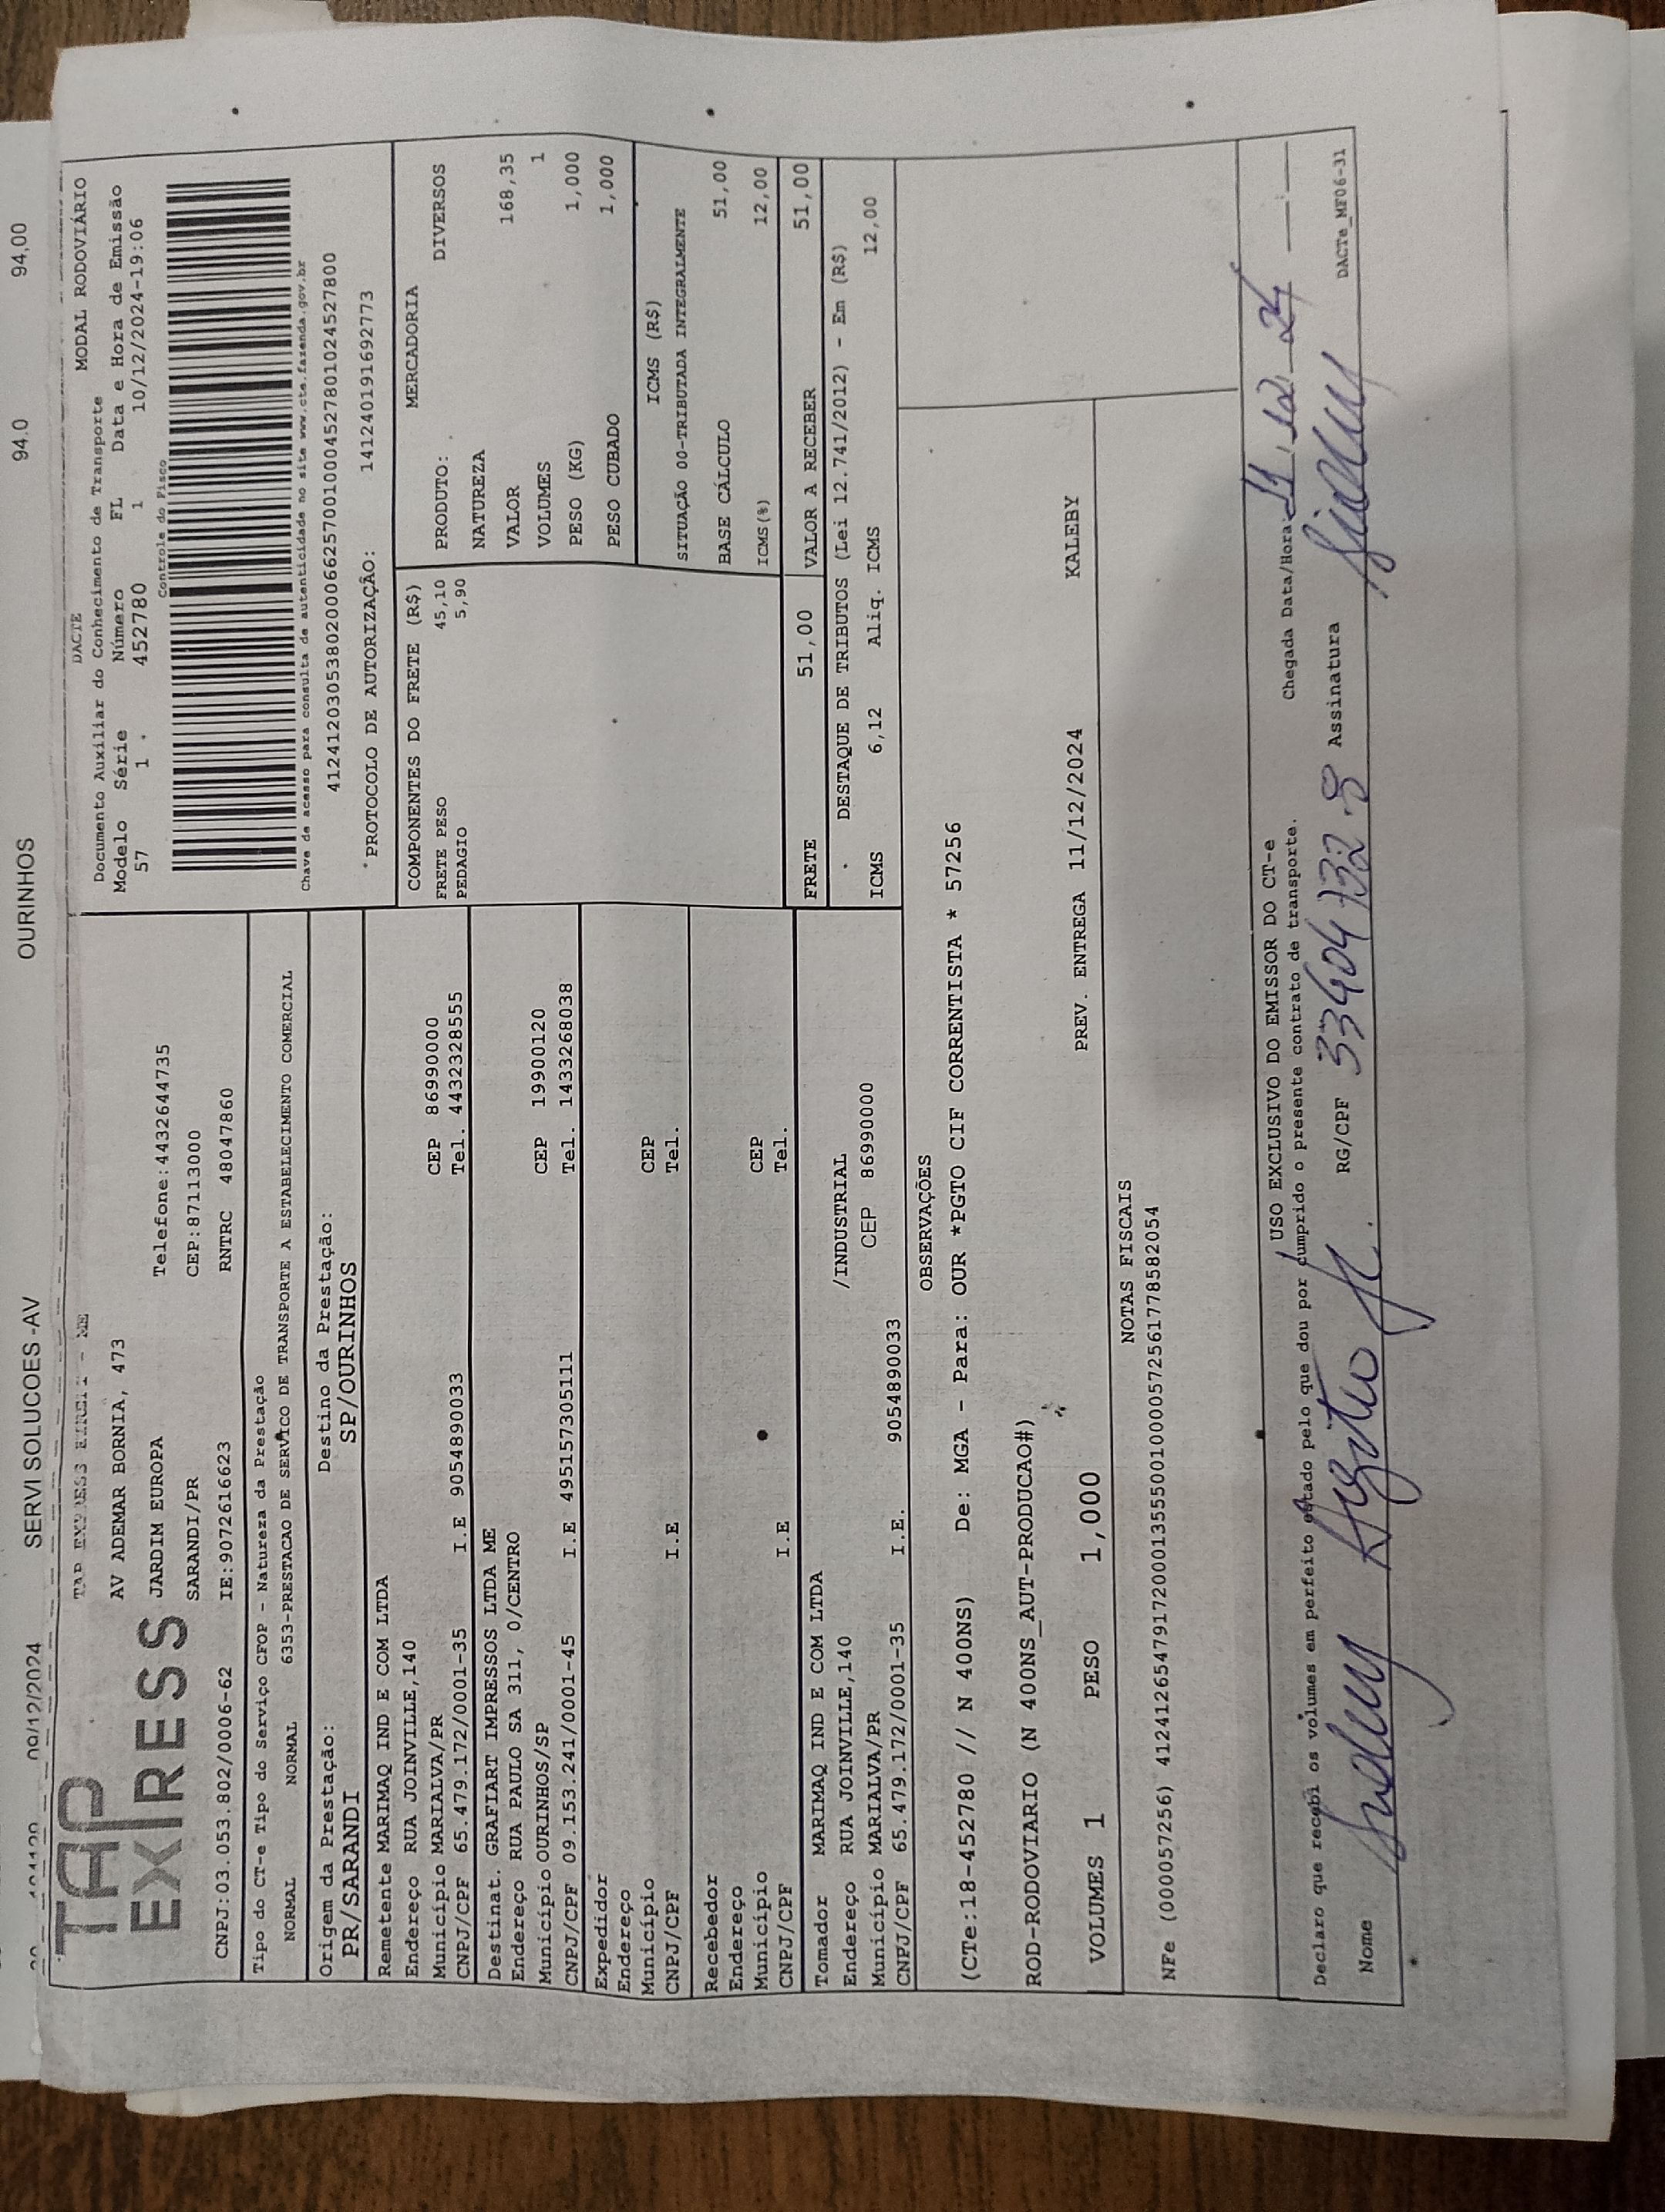 09/12/2024 SERVI SOLUCOES -AV OURINHOS 94.0 94,00
TAP
EXPRESS
AV ADEMAR BORNIA, 473
JARDIM EUROPA Telefone:4432644735
SARANDI/PR CEP:87113000
CNPJ:03.053.802/0006-62 IE:9072616623 RNTRC 48047860
DACTE
Documento Auxiliar do Conhecimento de Transporte MODAL RODOVIÁRIO
Modelo Série Número FL Data e Hora de Emissão
57 1 452780 1 10/12/2024-19:06
Controle do Fisco
Chave de acesso para consulta de autenticidade no site www.cte.fazenda.gov.br
41241203053802000662570010004527801024527800
PROTOCOLO DE AUTORIZAÇÃO: 141240191692773
Tipo do CT-e Tipo do Serviço CFOP - Natureza da Prestação
NORMAL NORMAL 6353-PRESTACAO DE SERVICO DE TRANSPORTE A ESTABELECIMENTO COMERCIAL
Origem da Prestação: Destino da Prestação:
PR/SARANDI SP/OURINHOS
Remetente MARIMAQ IND E COM LTDA
Endereço RUA JOINVILLE,140
Município MARIALVA/PR CEP 86990000
CNPJ/CPF 65.479.172/0001-35 I.E 9054890033 Tel. 4432328555
Destinat. GRAFIART IMPRESSOS LTDA ME
Endereço RUA PAULO SA 311, 0/CENTRO
Município OURINHOS/SP CEP 19900120
CNPJ/CPF 09.153.241/0001-45 I.E 495157305111 Tel. 1433268038
Expedidor
Endereço
Município CEP
CNPJ/CPF I.E Tel.
Recebedor
Endereço
Município CEP
CNPJ/CPF I.E Tel.
Tomador MARIMAQ IND E COM LTDA
Endereço RUA JOINVILLE,140 /INDUSTRIAL
Município MARIALVA/PR CEP 86990000
CNPJ/CPF 65.479.172/0001-35 I.E. 9054890033
COMPONENTES DO FRETE (R$)
FRETE PESO 45,10
PEDAGIO 5,90
MERCADORIA
PRODUTO: DIVERSOS
NATUREZA
VALOR 168,35
VOLUMES 1
PESO (KG) 1,000
PESO CUBADO 1,000
ICMS (R$)
SITUAÇÃO 00-TRIBUTADA INTEGRALMENTE
BASE CÁLCULO 51,00
ICMS(%) 12,00
FRETE 51,00 VALOR A RECEBER 51,00
DESTAQUE DE TRIBUTOS (Lei 12.741/2012) - Em (R$)
ICMS 6,12 Aliq. ICMS 12,00
OBSERVAÇÕES
(CTe:18-452780 // N 400NS) De: MGA - Para: OUR *PGTO CIF CORRENTISTA * 57256
ROD-RODOVIARIO (N 400NS_AUT-PRODUCAO#)
VOLUMES 1 PESO 1,000 PREV. ENTREGA 11/12/2024 KALEBY
NOTAS FISCAIS
NFe (000057256) 41241265479172000135550010000572561778582054
USO EXCLUSIVO DO EMISSOR DO CT-e
Declaro que recebi os volumes em perfeito estado pelo que dou por cumprido o presente contrato de transporte. Chegada Data/Hora: 11 12 24
Nome RG/CPF 33404132-8 Assinatura
DACTe_MF06-31